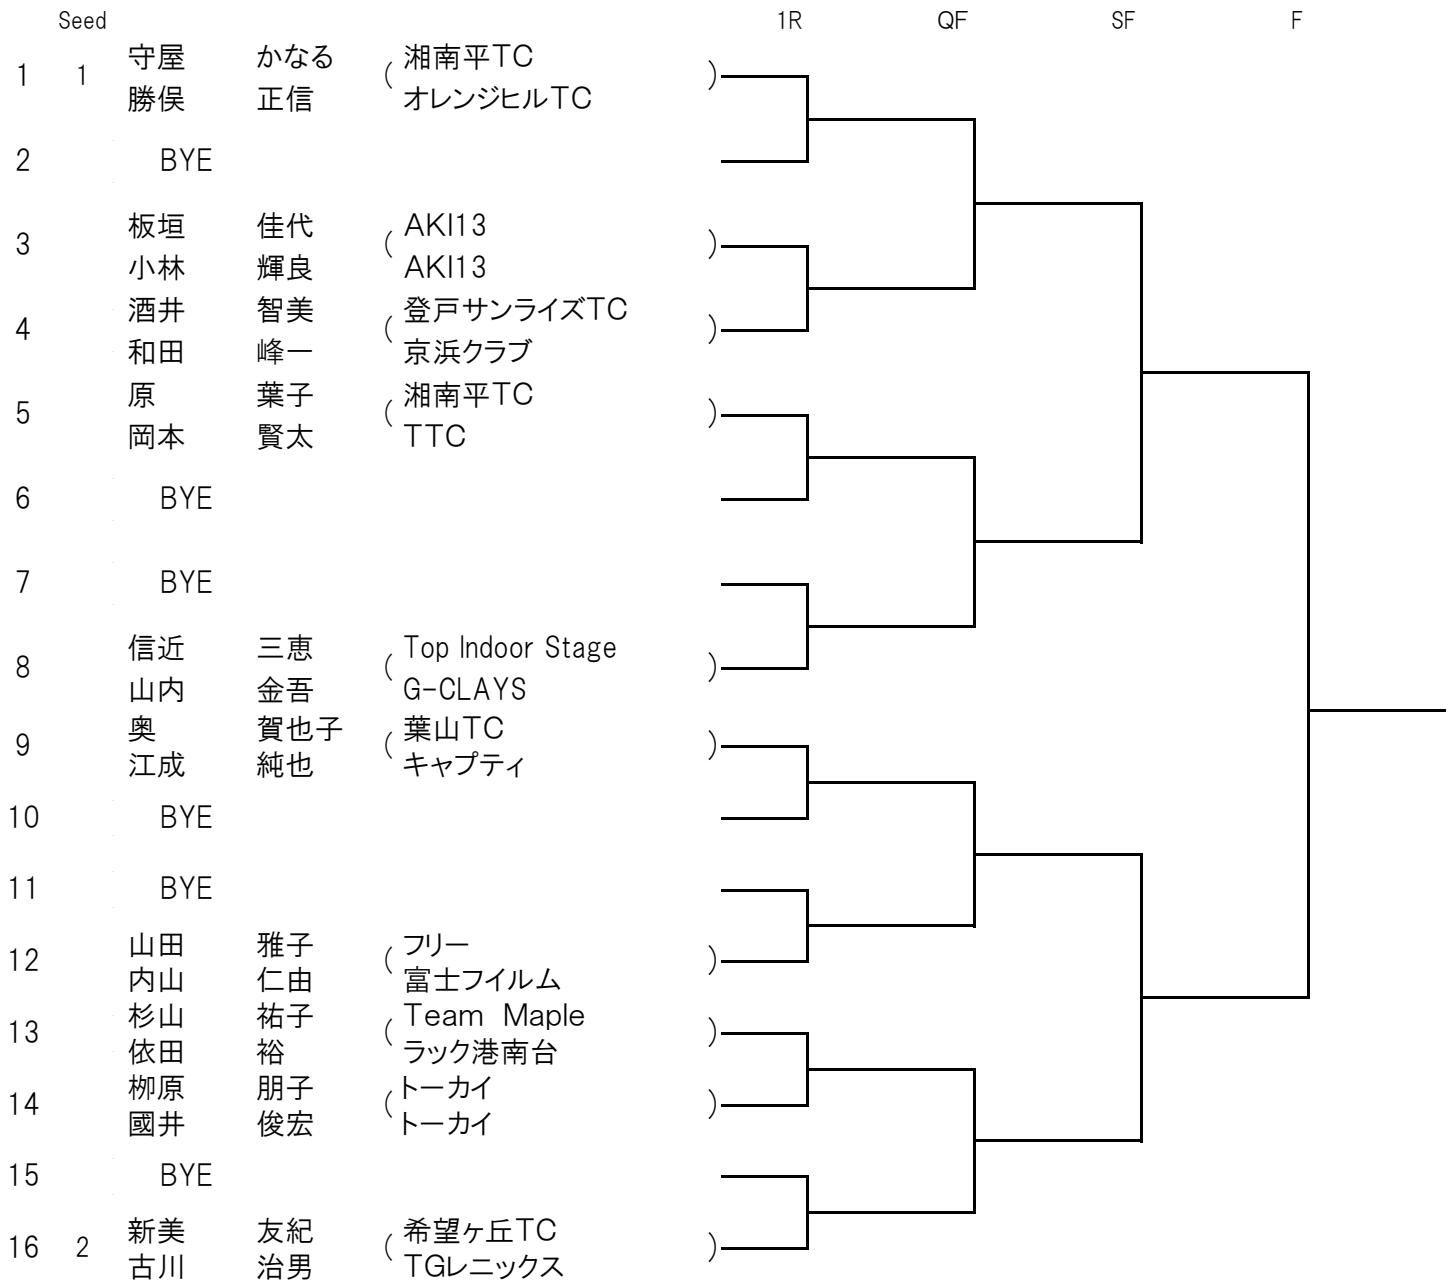 Seed 1R QF SF F
守屋 かなる 湘南平TC
1 1 ( )
勝俣 正信 オレンジヒルTC
2 BYE
板垣 佳代 AKI13
3 ( )
小林 輝良 AKI13
酒井 智美 登戸サンライズTC
4 ( )
和田 峰一 京浜クラブ
原 葉子 湘南平TC
5 ( )
岡本 賢太 TTC
6 BYE
7 BYE
信近 三恵 Top Indoor Stage
8 ( )
山内 金吾 G-CLAYS
奥 賀也子 葉山TC
9 ( )
江成 純也 キャプティ
10 BYE
11 BYE
山田 雅子 フリー
12 ( )
内山 仁由 富士フイルム
杉山 祐子 Team Maple
13 ( )
依田 裕 ラック港南台
栁原 朋子 トーカイ
14 ( )
國井 俊宏 トーカイ
15 BYE
新美 友紀 希望ヶ丘TC
16 2 ( )
古川 治男 TGレニックス